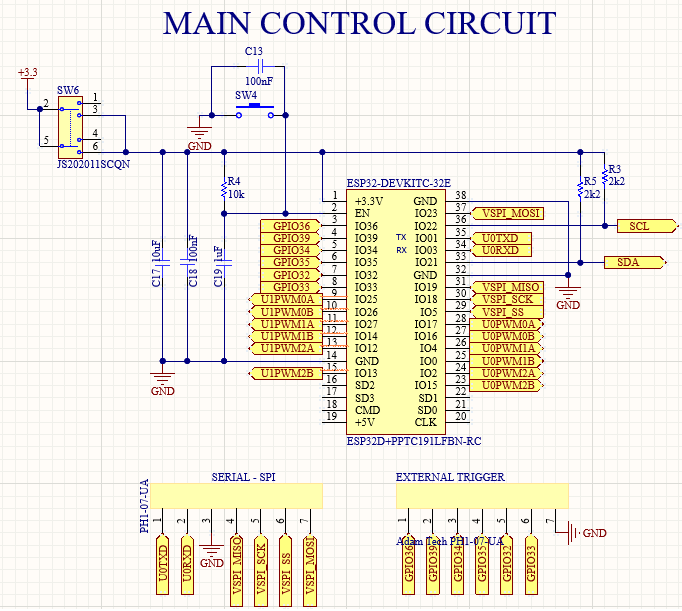 MAIN CONTROL CIRCUIT
C13
100nF
SW4
+3.3
SW6
2
1
3
5
4
6
JS202011SCQN
GND
R4
10k
R3
2k2
R5
2k2
ESP32-DEVKITC-32E
1 +3.3V GND 38
2 EN IO23 37 VSPI_MOSI
GPIO36 3 IO36 IO22 36 SCL
GPIO39 4 IO39 TX IO01 35 U0TXD
GPIO34 5 IO34 RX IO03 34 U0RXD
GPIO35 6 IO35 IO21 33 SDA
GPIO32 7 IO32 GND 32
GPIO33 8 IO33 IO19 31 VSPI_MISO
U1PWM0A 9 IO25 IO18 30 VSPI_SCK
U1PWM0B 10 IO26 IO5 29 VSPI_SS
U1PWM1A 11 IO27 IO17 28 U0PWM0A
U1PWM1B 12 IO14 IO16 27 U0PWM0B
U1PWM2A 13 IO12 IO4 26 U0PWM1A
14 GND IO0 25 U0PWM1B
U1PWM2B 15 IO13 IO2 24 U0PWM2A
16 SD2 IO15 23 U0PWM2B
17 SD3 SD1 22
18 CMD SD0 21
19 +5V CLK 20
ESP32D+PPTC191LFBN-RC
C17 10uF
C18 100nF
C19 1uF
GND
GND
SERIAL - SPI
PH1-07-UA
1 2 3 4 5 6 7
U0TXD
U0RXD
GND
VSPI_MISO
VSPI_SCK
VSPI_SS
VSPI_MOSI
EXTERNAL TRIGGER
1 2 3 4 5 6 7
Adam Tech PH1-07-UA
GPIO36
GPIO39
GPIO34
GPIO35
GPIO32
GPIO33
GND